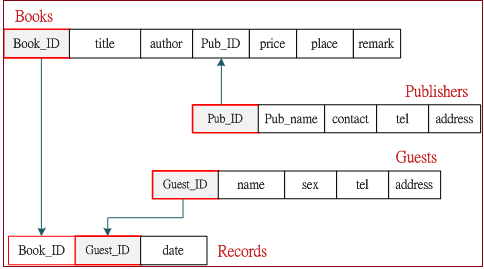 Books
Book_ID title author Pub_ID price place remark
Publishers
Pub_ID Pub_name contact tel address
Guests
Guest_ID name sex tel address
Book_ID Guest_ID date Records